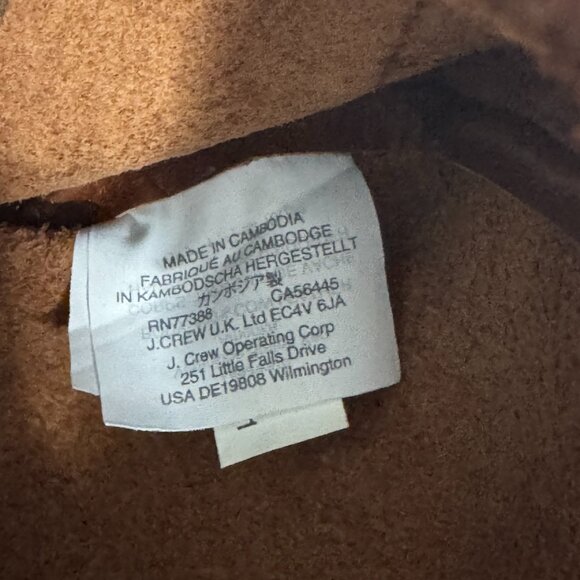 MADE IN CAMBODIA
FABRIQUÉ AU CAMBODGE
IN KAMBODSCHA HERGESTELLT
カンボジア製
RN77388 CA56445
J.CREW U.K. Ltd EC4V 6JA
J. Crew Operating Corp
251 Little Falls Drive
USA DE19808 Wilmington